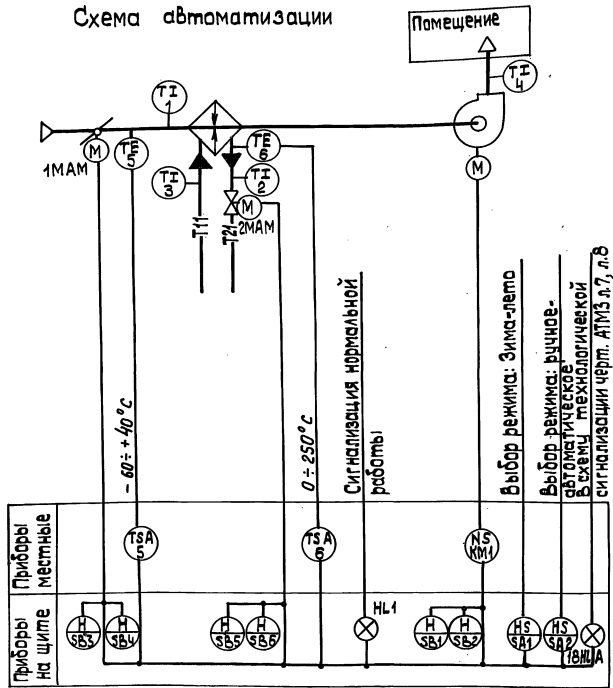 Схема автоматизации
Помещение
TI
1
TI
4
M
1МАМ
TE
5
TE
6
TI
3
TI
2
M
2МАМ
M
Т11
Т21
-60÷+40°С
0÷250°С
Сигнализация нормальной
работы
Выбор режима: Зима-лето
Выбор режима: ручное-
автоматическое
В схему технологической
сигнализации черт. АТМ3 л.7, л.8
Приборы
местные
TSA
5
TSA
6
NS
KM1
Приборы
на щите
H
SB3
H
SB4
H
SB5
H
SB6
HL1
H
SB1
H
SB2
HS
SA1
HS
SA2
18HLA